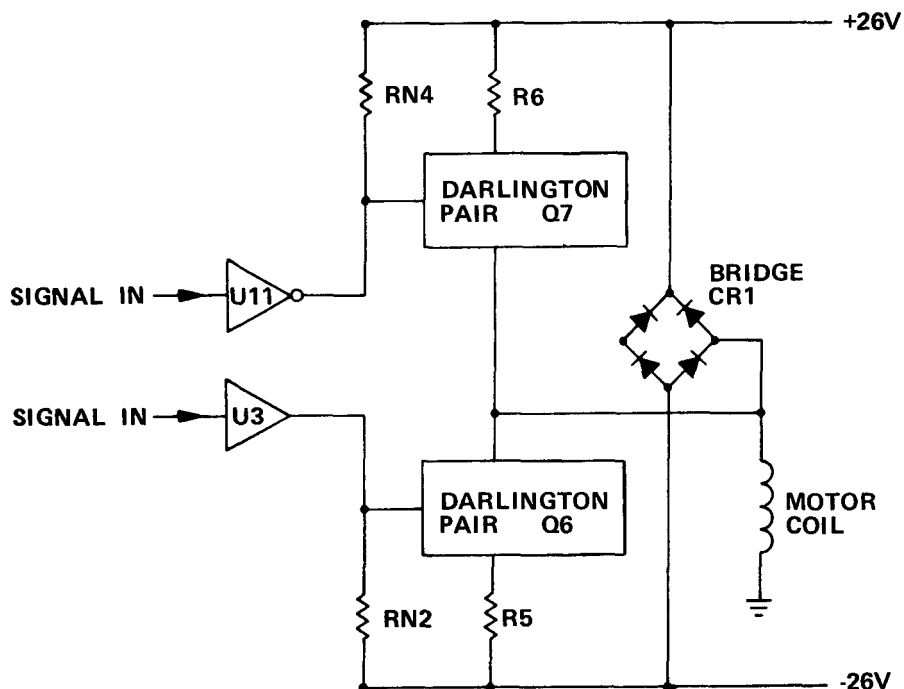 +26V
RN4
R6
DARLINGTON
PAIR Q7
BRIDGE
CR1
SIGNAL IN
U11
SIGNAL IN
U3
DARLINGTON
PAIR Q6
MOTOR
COIL
RN2
R5
-26V